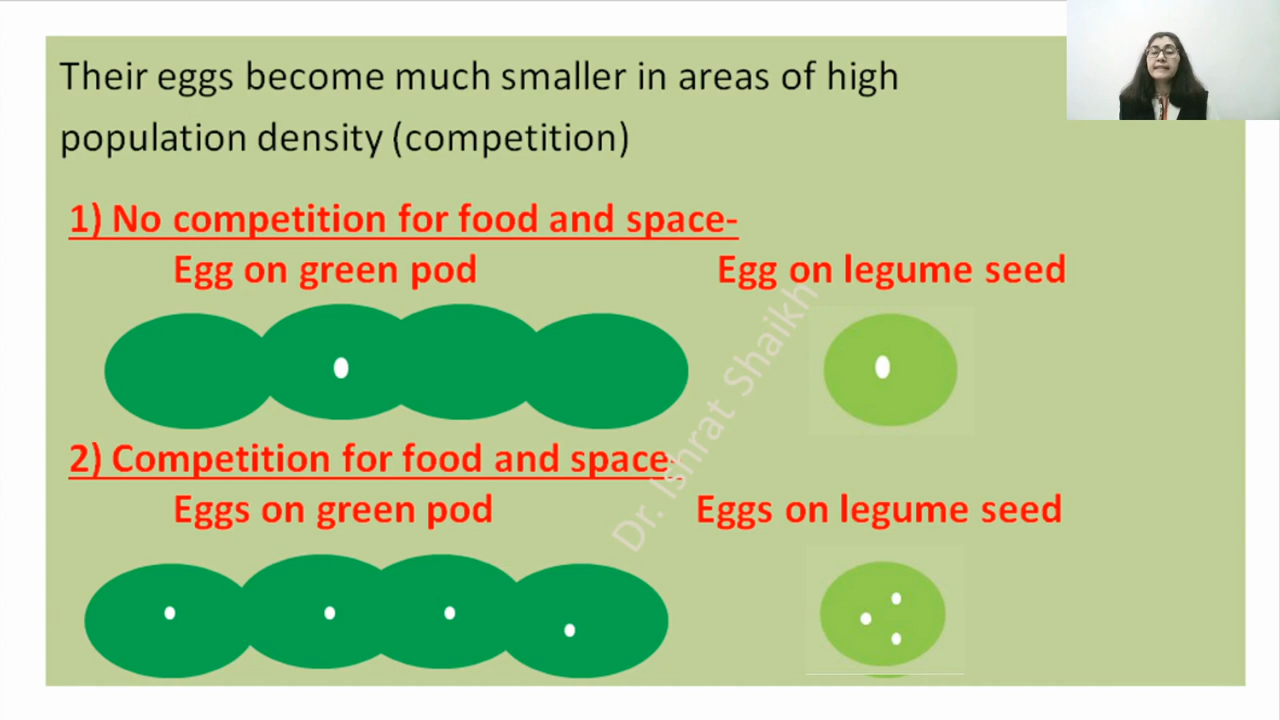 Their eggs become much smaller in areas of high
population density (competition)
1) No competition for food and space-
Egg on green pod
Egg on legume seed
2) Competition for food and space-
Eggs on green pod
Eggs on legume seed
Dr. Ishrat Shaikh